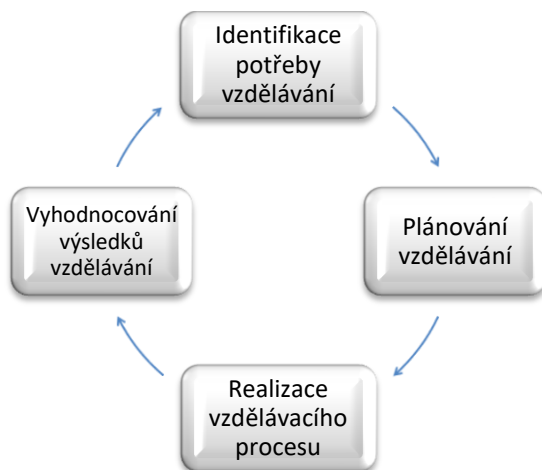 Identifikace
potřeby
vzdělávání
Plánování
vzdělávání
Realizace
vzdělávacího
procesu
Vyhodnocování
výsledků
vzdělávání